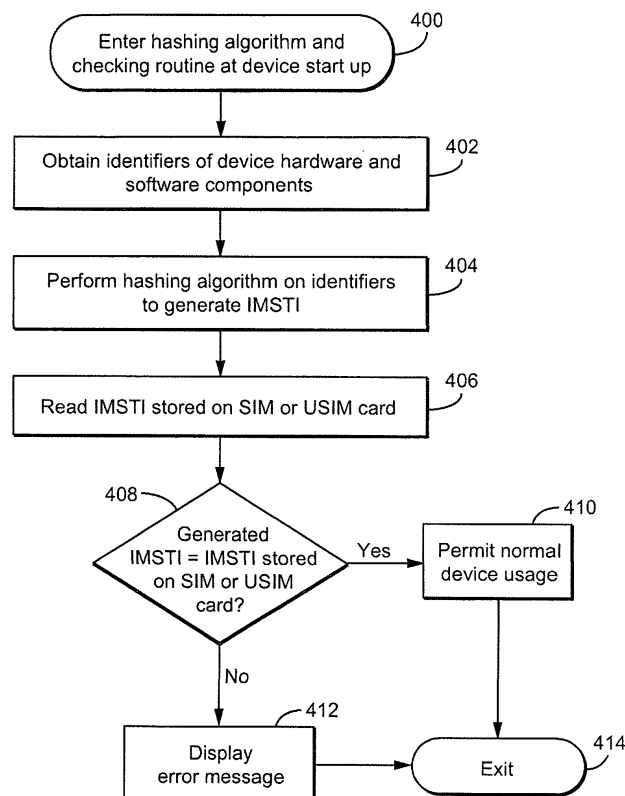 Enter hashing algorithm and
checking routine at device start up
400
Obtain identifiers of device hardware and
software components
402
Perform hashing algorithm on identifiers
to generate IMSTI
404
Read IMSTI stored on SIM or USIM card
406
408
Generated
IMSTI = IMSTI stored
on SIM or USIM
card?
Yes
410
Permit normal
device usage
No
412
Display
error message
Exit
414